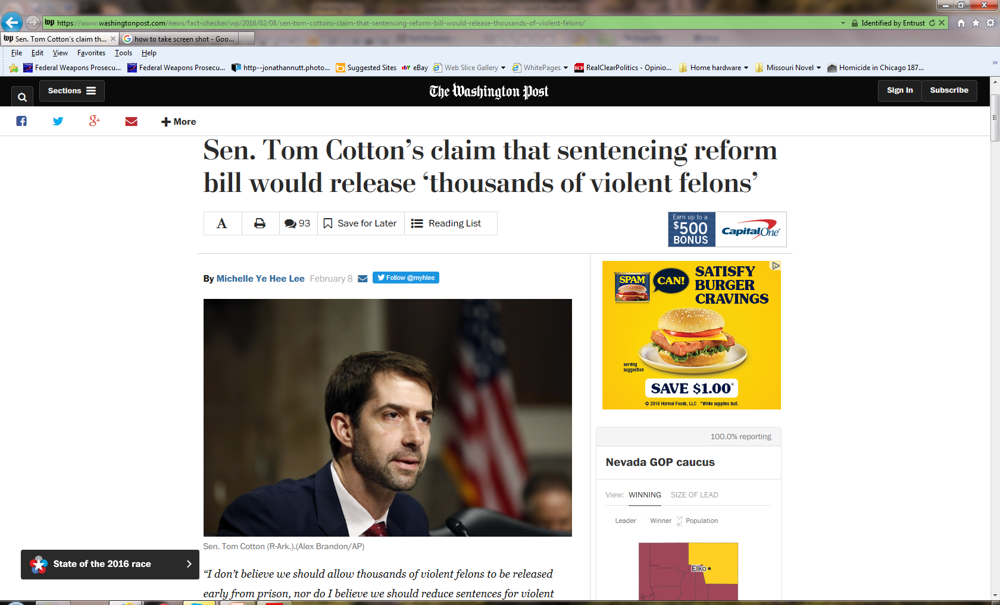 https://www.washingtonpost.com/news/fact-checker/wp/2016/02/08/sen-tom-cottons-claim-that-sentencing-reform-bill-would-release-thousands-of-violent-felons/
Identified by Entrust
wp Sen. Tom Cotton's claim th...
how to take screen shot - Goo...
File Edit View Favorites Tools Help
Federal Weapons Prosecu... Federal Weapons Prosecu... http--jonathannutt.photo... Suggested Sites ebY eBay Web Slice Gallery WhitePages RCP RealClearPolitics - Opinio... Home hardware Missouri Novel Homicide in Chicago 187...
Sections
The Washington Post
Sign In Subscribe
g+ More
Sen. Tom Cotton’s claim that sentencing reform
bill would release ‘thousands of violent felons’
A 93 Save for Later Reading List
Earn up to a
$500
BONUS
Capital One®
By Michelle Ye Hee Lee February 8 Follow @myhlee
SPAM
CAN!
SATISFY
BURGER
CRAVINGS
serving
suggestion
SAVE $1.00*
© 2016 Hormel Foods, LLC *While supplies last.
100.0% reporting
Nevada GOP caucus
View: WINNING SIZE OF LEAD
Leader Winner Population
Elko
Sen. Tom Cotton (R-Ark.).(Alex Brandon/AP)
State of the 2016 race
“I don’t believe we should allow thousands of violent felons to be released
early from prison, nor do I believe we should reduce sentences for violent